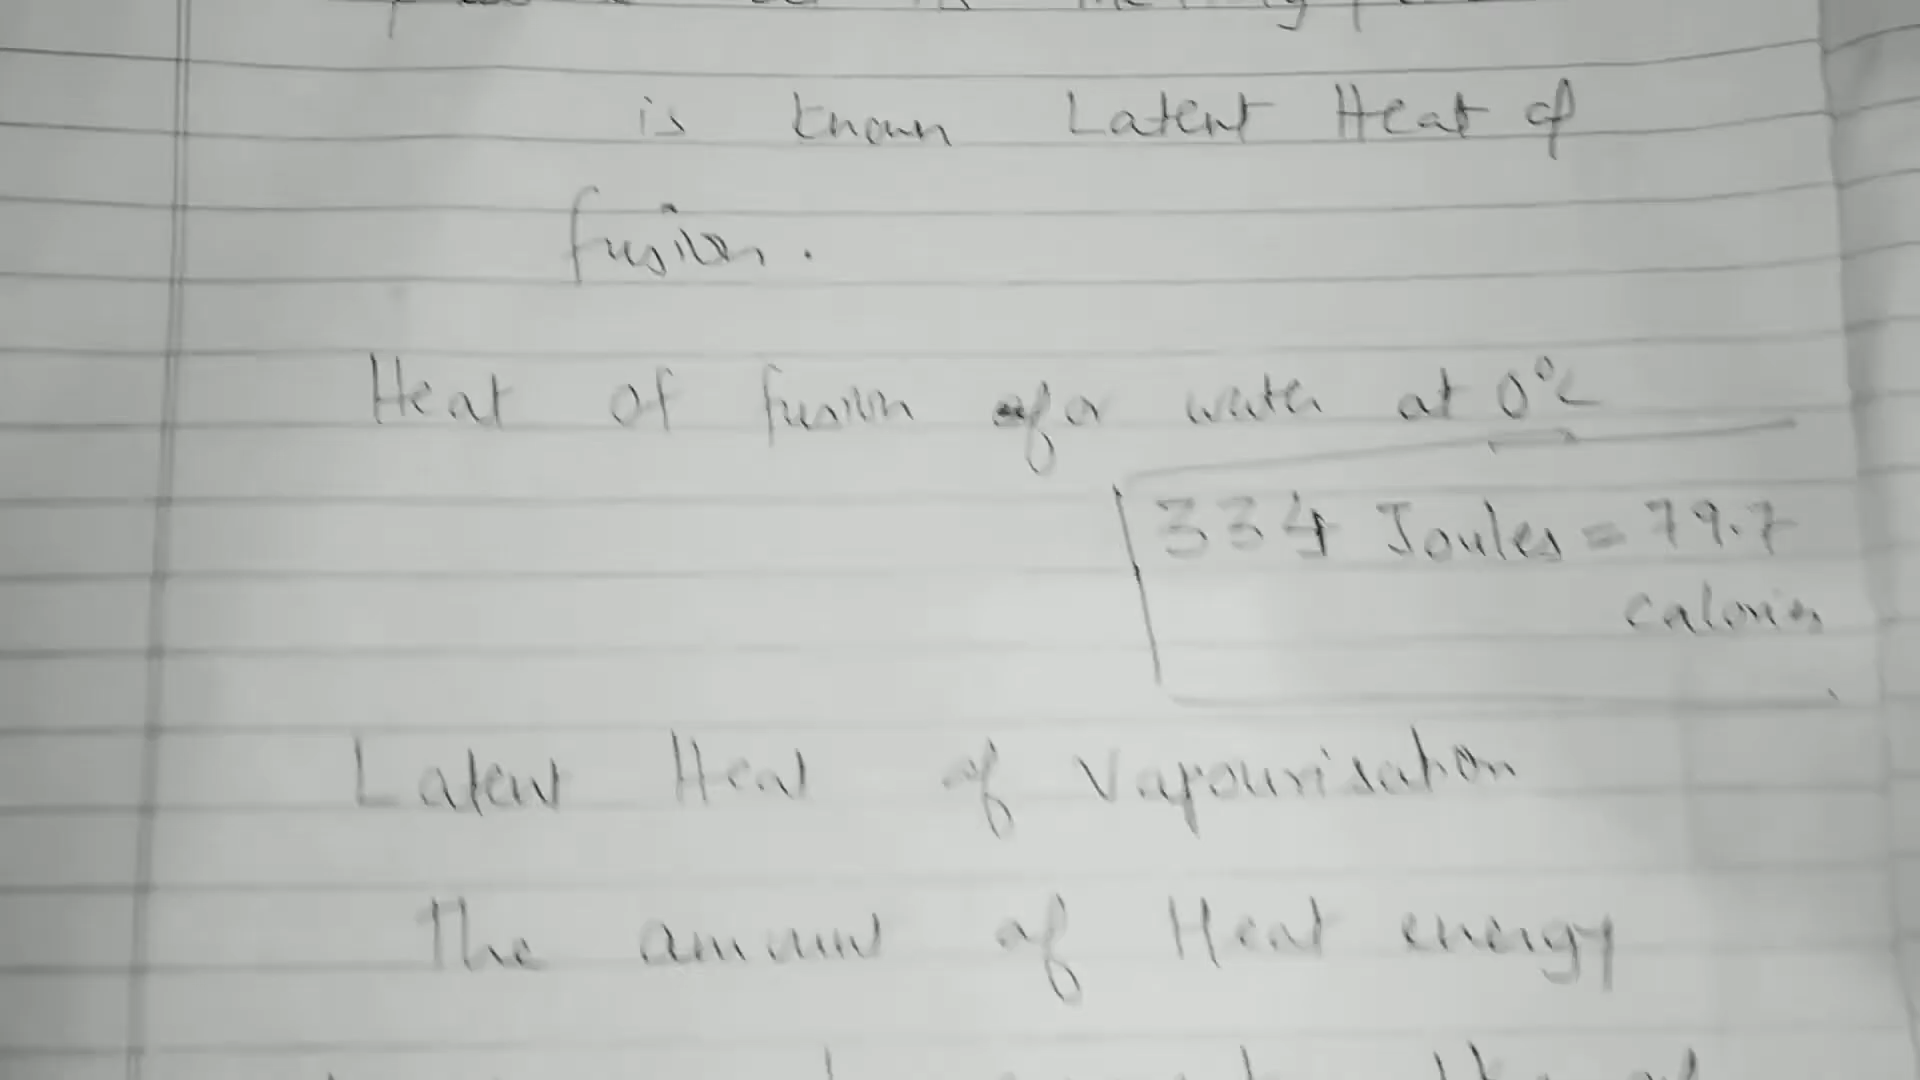 is known Latent Heat of
fusion.
Heat of fusion for water at 0°C
334 Joules = 79.7
calories
Latent Heat of Vapourisation
The amount of Heat energy